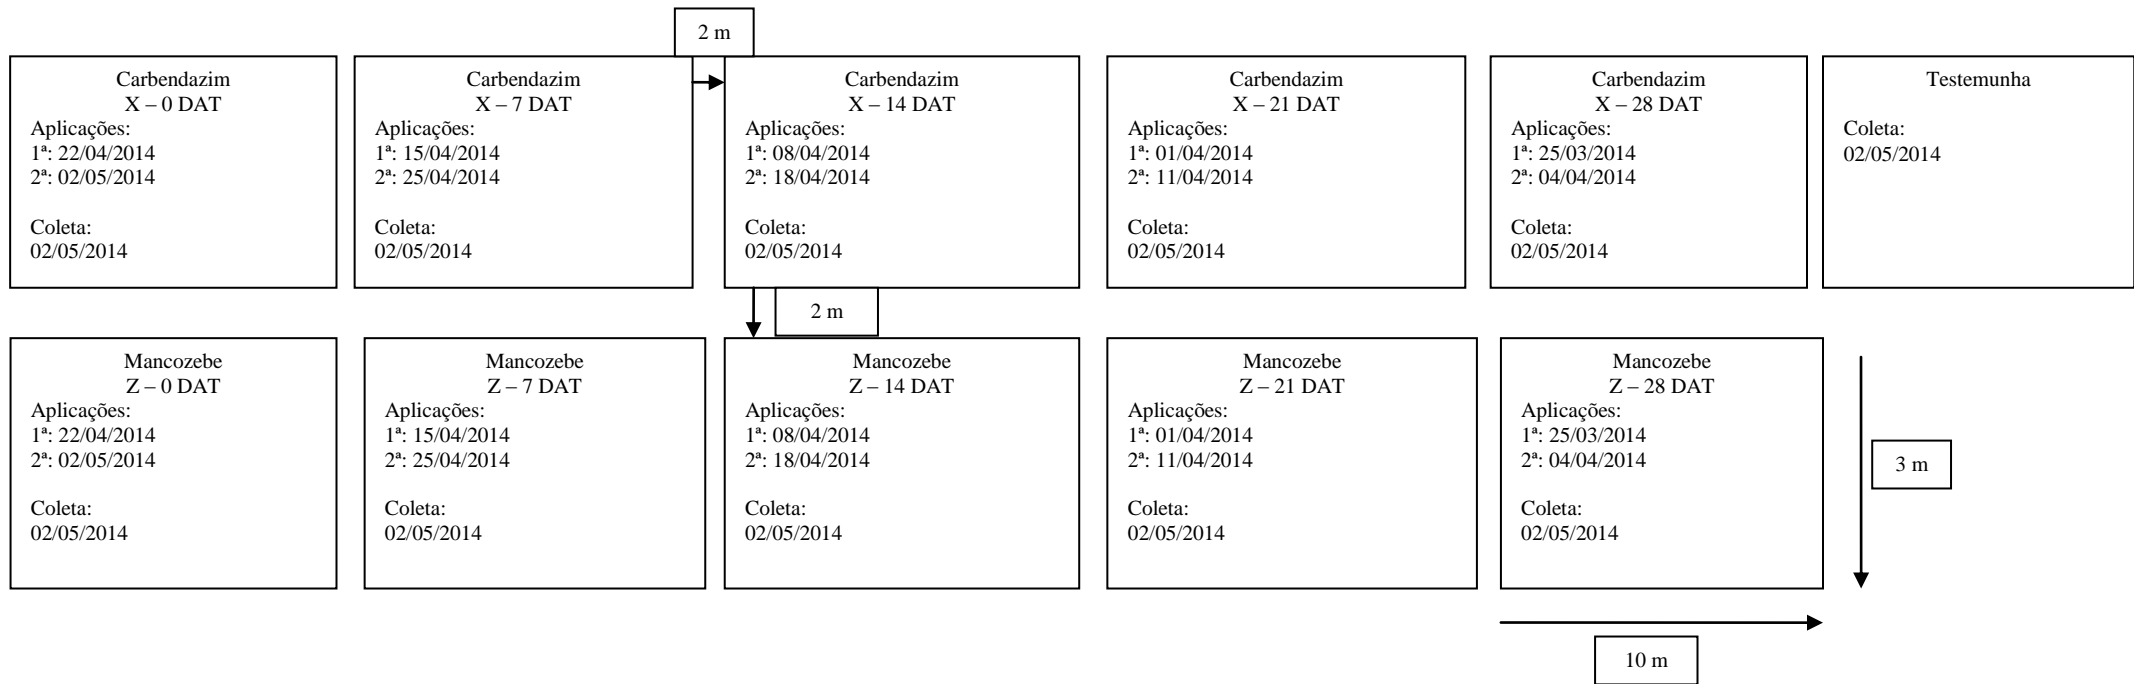 2 m
Carbendazim
X – 0 DAT
Aplicações:
1ª: 22/04/2014
2ª: 02/05/2014
Coleta:
02/05/2014
Carbendazim
X – 7 DAT
Aplicações:
1ª: 15/04/2014
2ª: 25/04/2014
Coleta:
02/05/2014
Carbendazim
X – 14 DAT
Aplicações:
1ª: 08/04/2014
2ª: 18/04/2014
Coleta:
02/05/2014
Carbendazim
X – 21 DAT
Aplicações:
1ª: 01/04/2014
2ª: 11/04/2014
Coleta:
02/05/2014
Carbendazim
X – 28 DAT
Aplicações:
1ª: 25/03/2014
2ª: 04/04/2014
Coleta:
02/05/2014
Testemunha
Coleta:
02/05/2014
2 m
Mancozebe
Z – 0 DAT
Aplicações:
1ª: 22/04/2014
2ª: 02/05/2014
Coleta:
02/05/2014
Mancozebe
Z – 7 DAT
Aplicações:
1ª: 15/04/2014
2ª: 25/04/2014
Coleta:
02/05/2014
Mancozebe
Z – 14 DAT
Aplicações:
1ª: 08/04/2014
2ª: 18/04/2014
Coleta:
02/05/2014
Mancozebe
Z – 21 DAT
Aplicações:
1ª: 01/04/2014
2ª: 11/04/2014
Coleta:
02/05/2014
Mancozebe
Z – 28 DAT
Aplicações:
1ª: 25/03/2014
2ª: 04/04/2014
Coleta:
02/05/2014
3 m
10 m